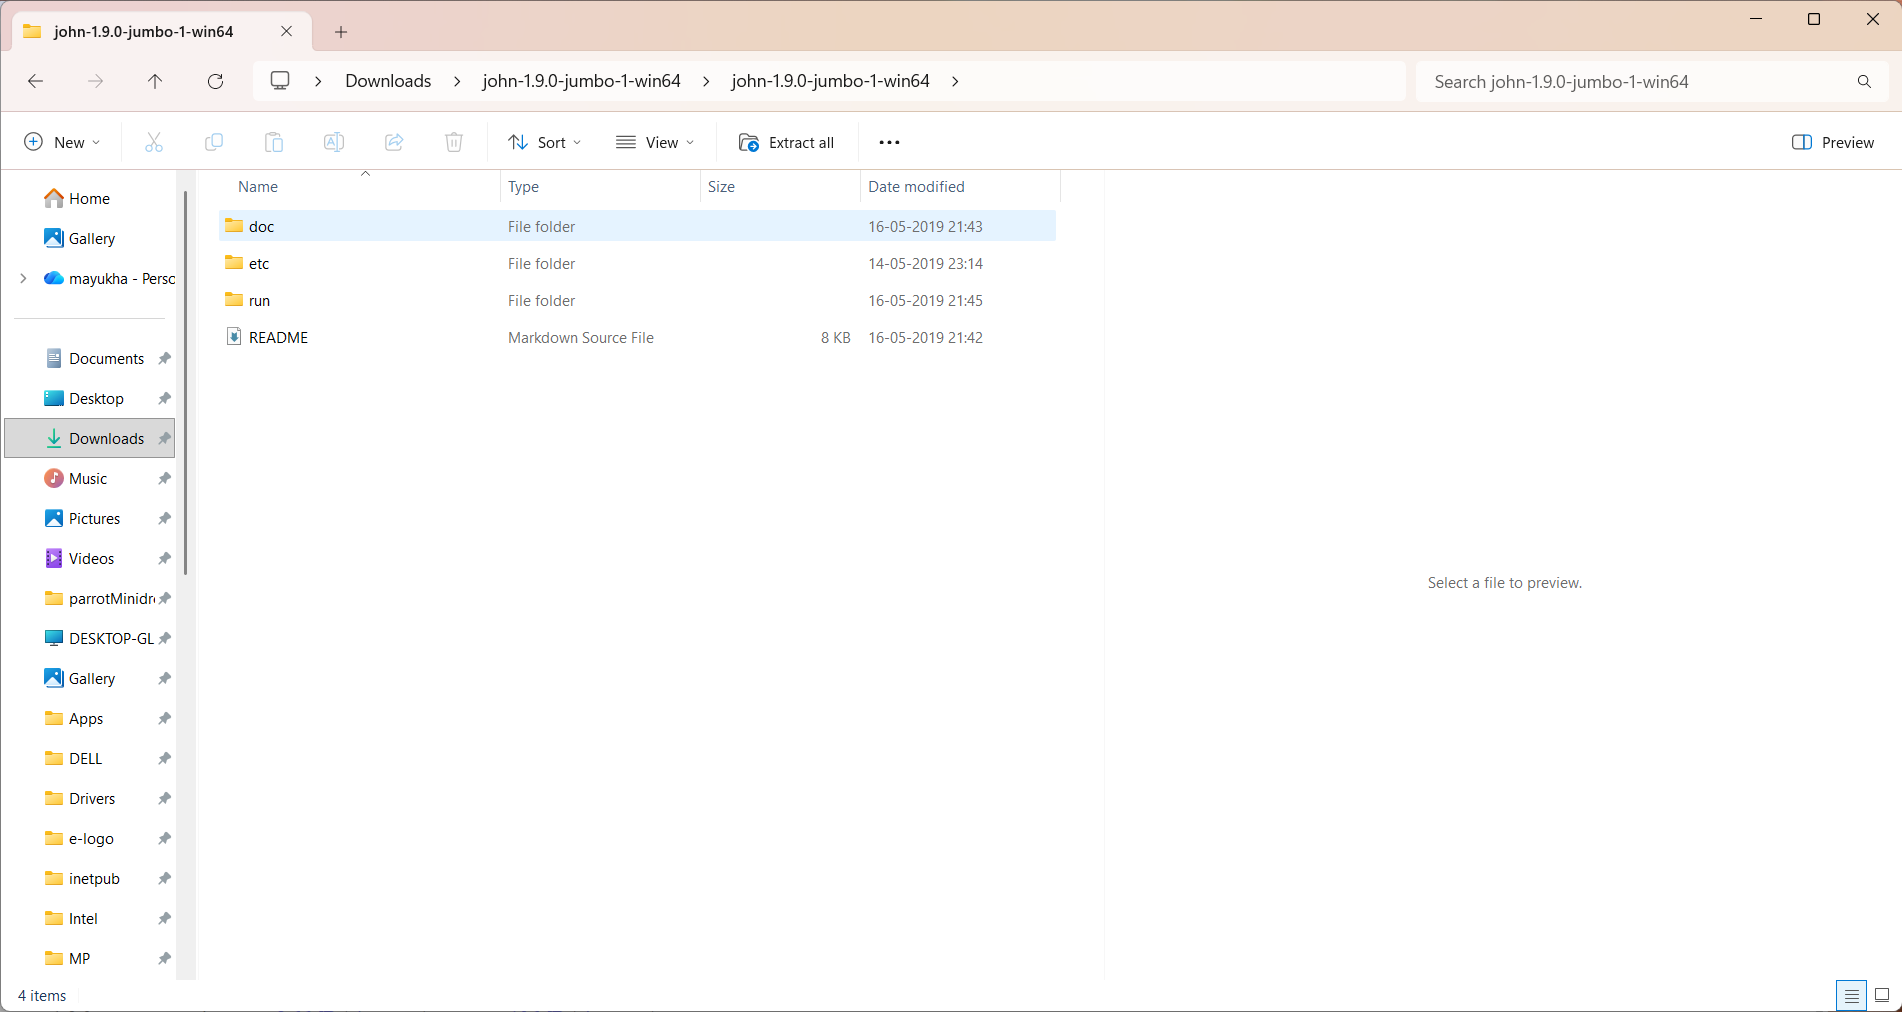 john-1.9.0-jumbo-1-win64
Downloads john-1.9.0-jumbo-1-win64 john-1.9.0-jumbo-1-win64
Search john-1.9.0-jumbo-1-win64
New Sort View Extract all Preview
Name Type Size Date modified
doc File folder 16-05-2019 21:43
etc File folder 14-05-2019 23:14
run File folder 16-05-2019 21:45
README Markdown Source File 8 KB 16-05-2019 21:42
Home
Gallery
mayukha - Perso
Documents
Desktop
Downloads
Music
Pictures
Videos
parrotMinidr
DESKTOP-GL
Gallery
Apps
DELL
Drivers
e-logo
inetpub
Intel
MP
Select a file to preview.
4 items